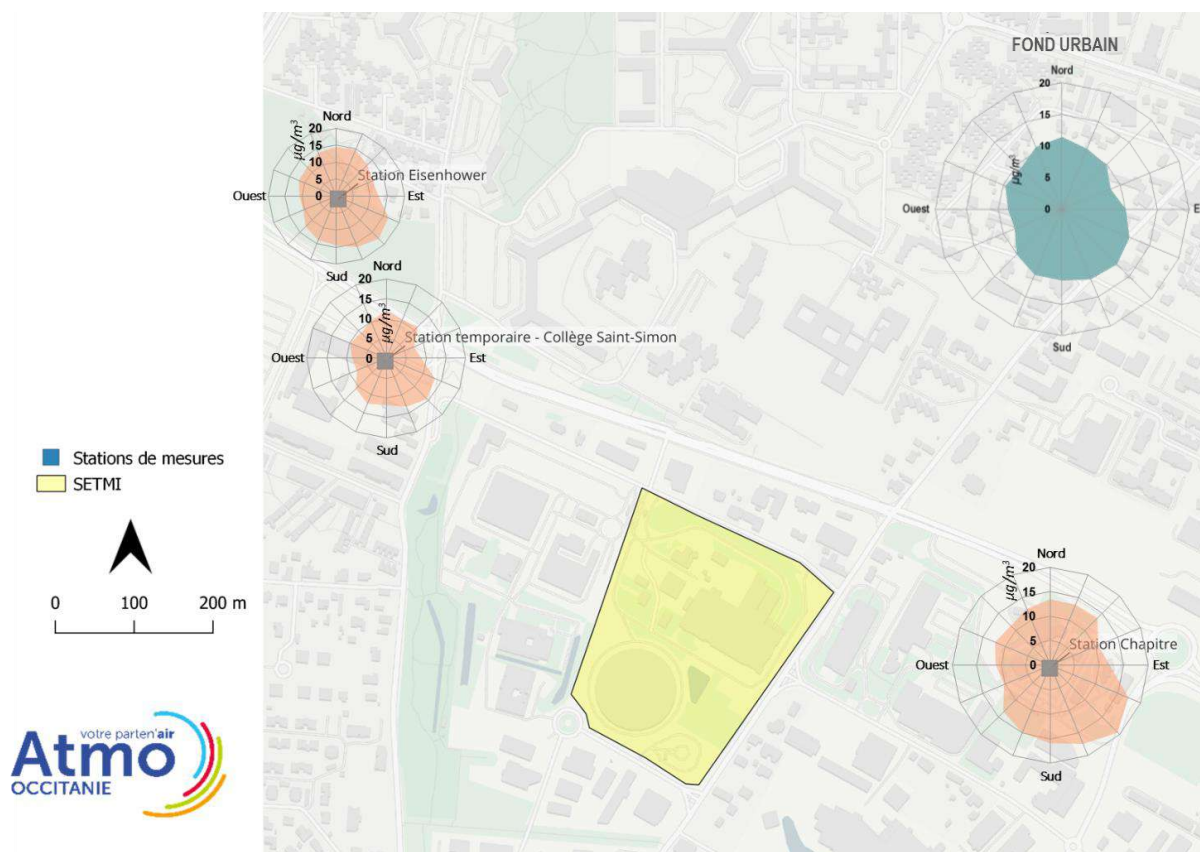 FOND URBAIN
Nord
20
15
10
5
0
µg/m³
Ouest
E
Sud
Nord
20
15
10
5
0
µg/m³
Station Eisenhower
Ouest
Est
Sud
Nord
20
15
10
5
0
µg/m³
Station temporaire - Collège Saint-Simon
Ouest
Est
Sud
Stations de mesures
SETMI
0 100 200 m
Nord
20
15
10
5
0
µg/m³
Station Chapitre
Ouest
Est
Sud
votre parten'air
Atmo
OCCITANIE